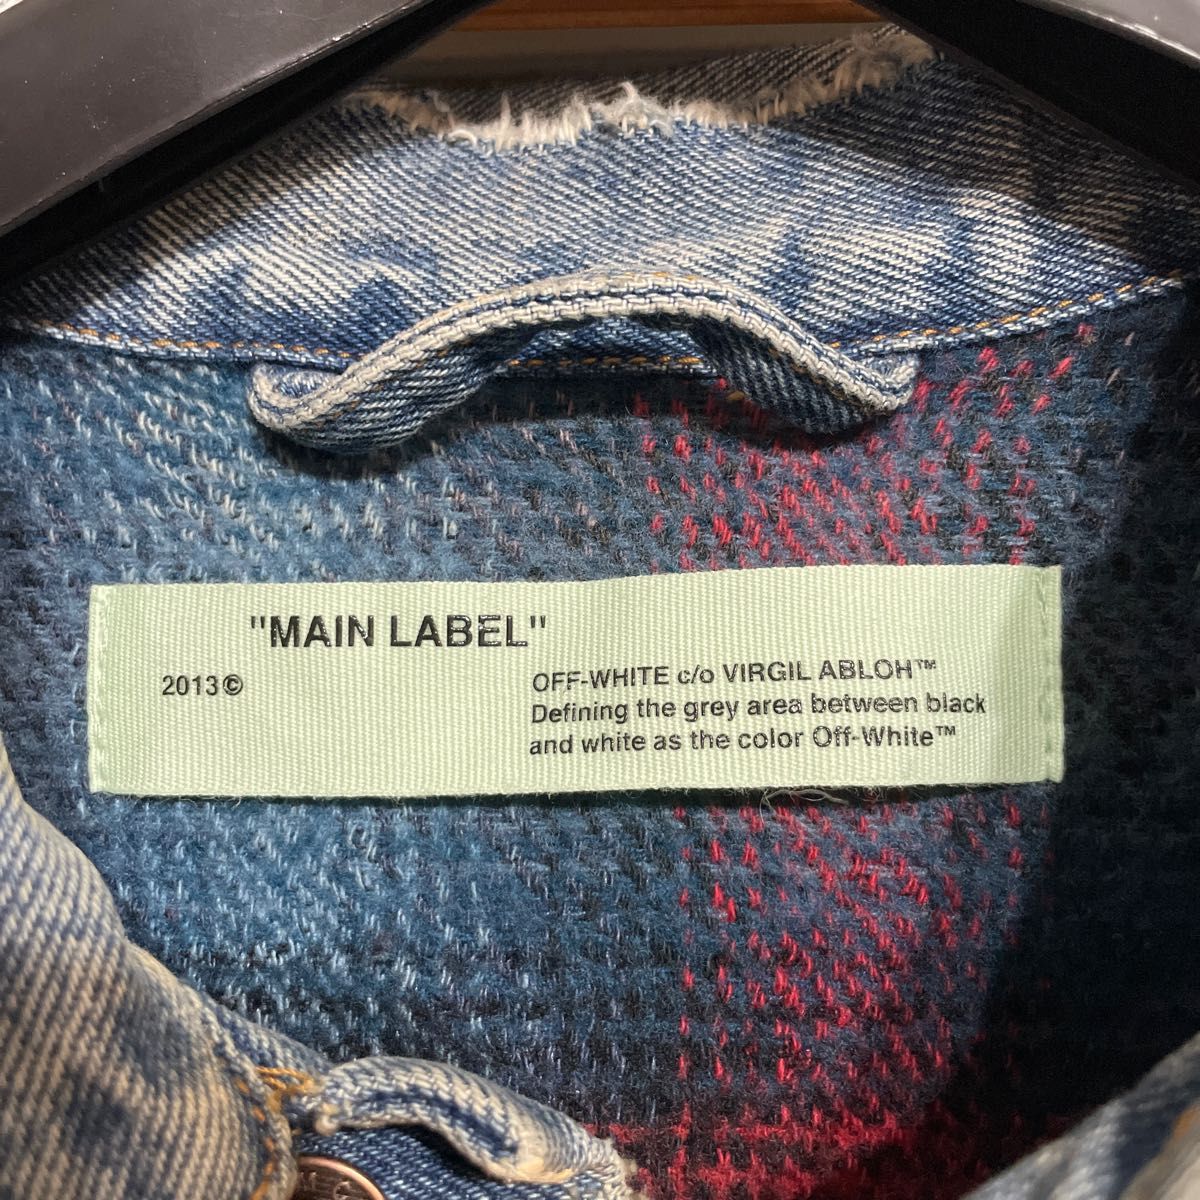 "MAIN LABEL"
2013©
OFF-WHITE c/o VIRGIL ABLOH™
Defining the grey area between black
and white as the color Off-White™